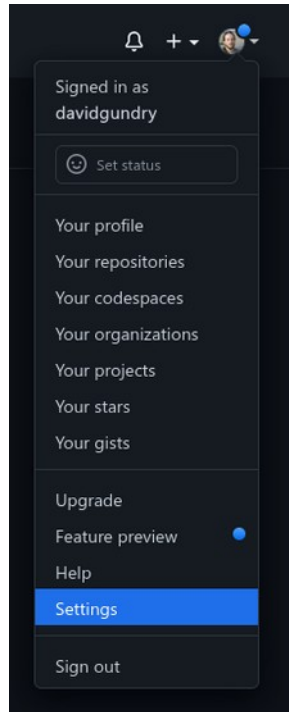 Signed in as
davidgundry
Set status
Your profile
Your repositories
Your codespaces
Your organizations
Your projects
Your stars
Your gists
Upgrade
Feature preview
Help
Settings
Sign out